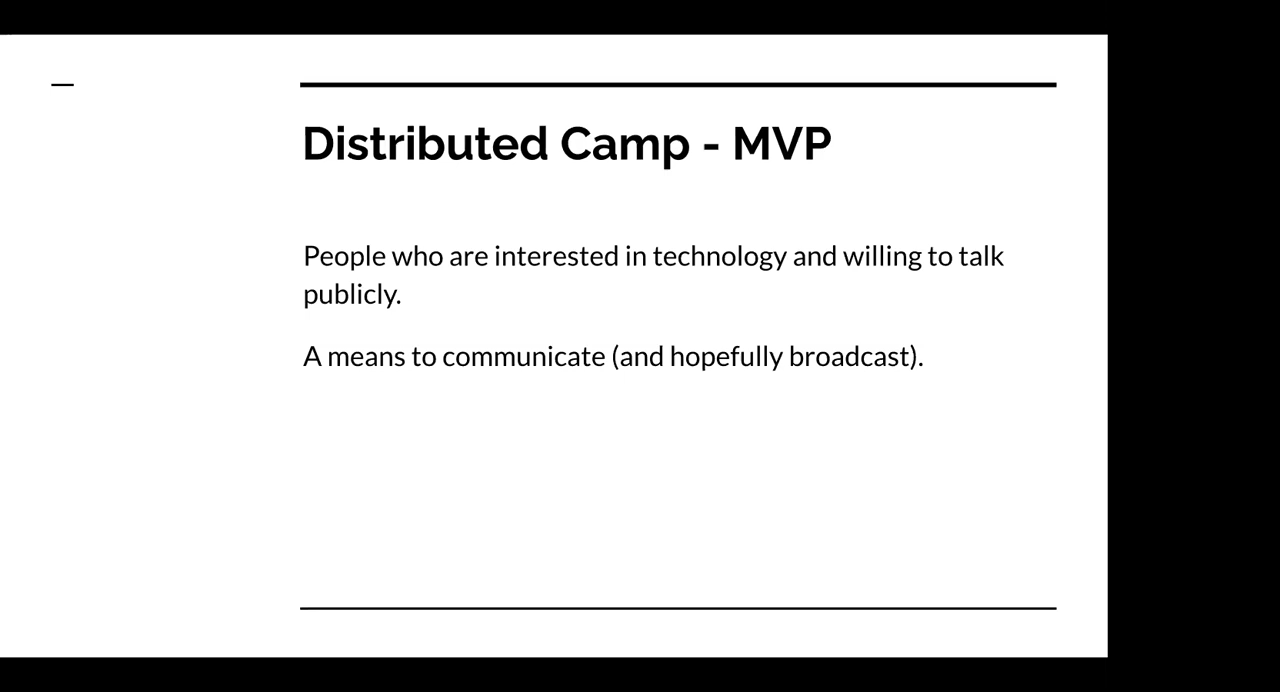 Distributed Camp - MVP
People who are interested in technology and willing to talk
publicly.
A means to communicate (and hopefully broadcast).